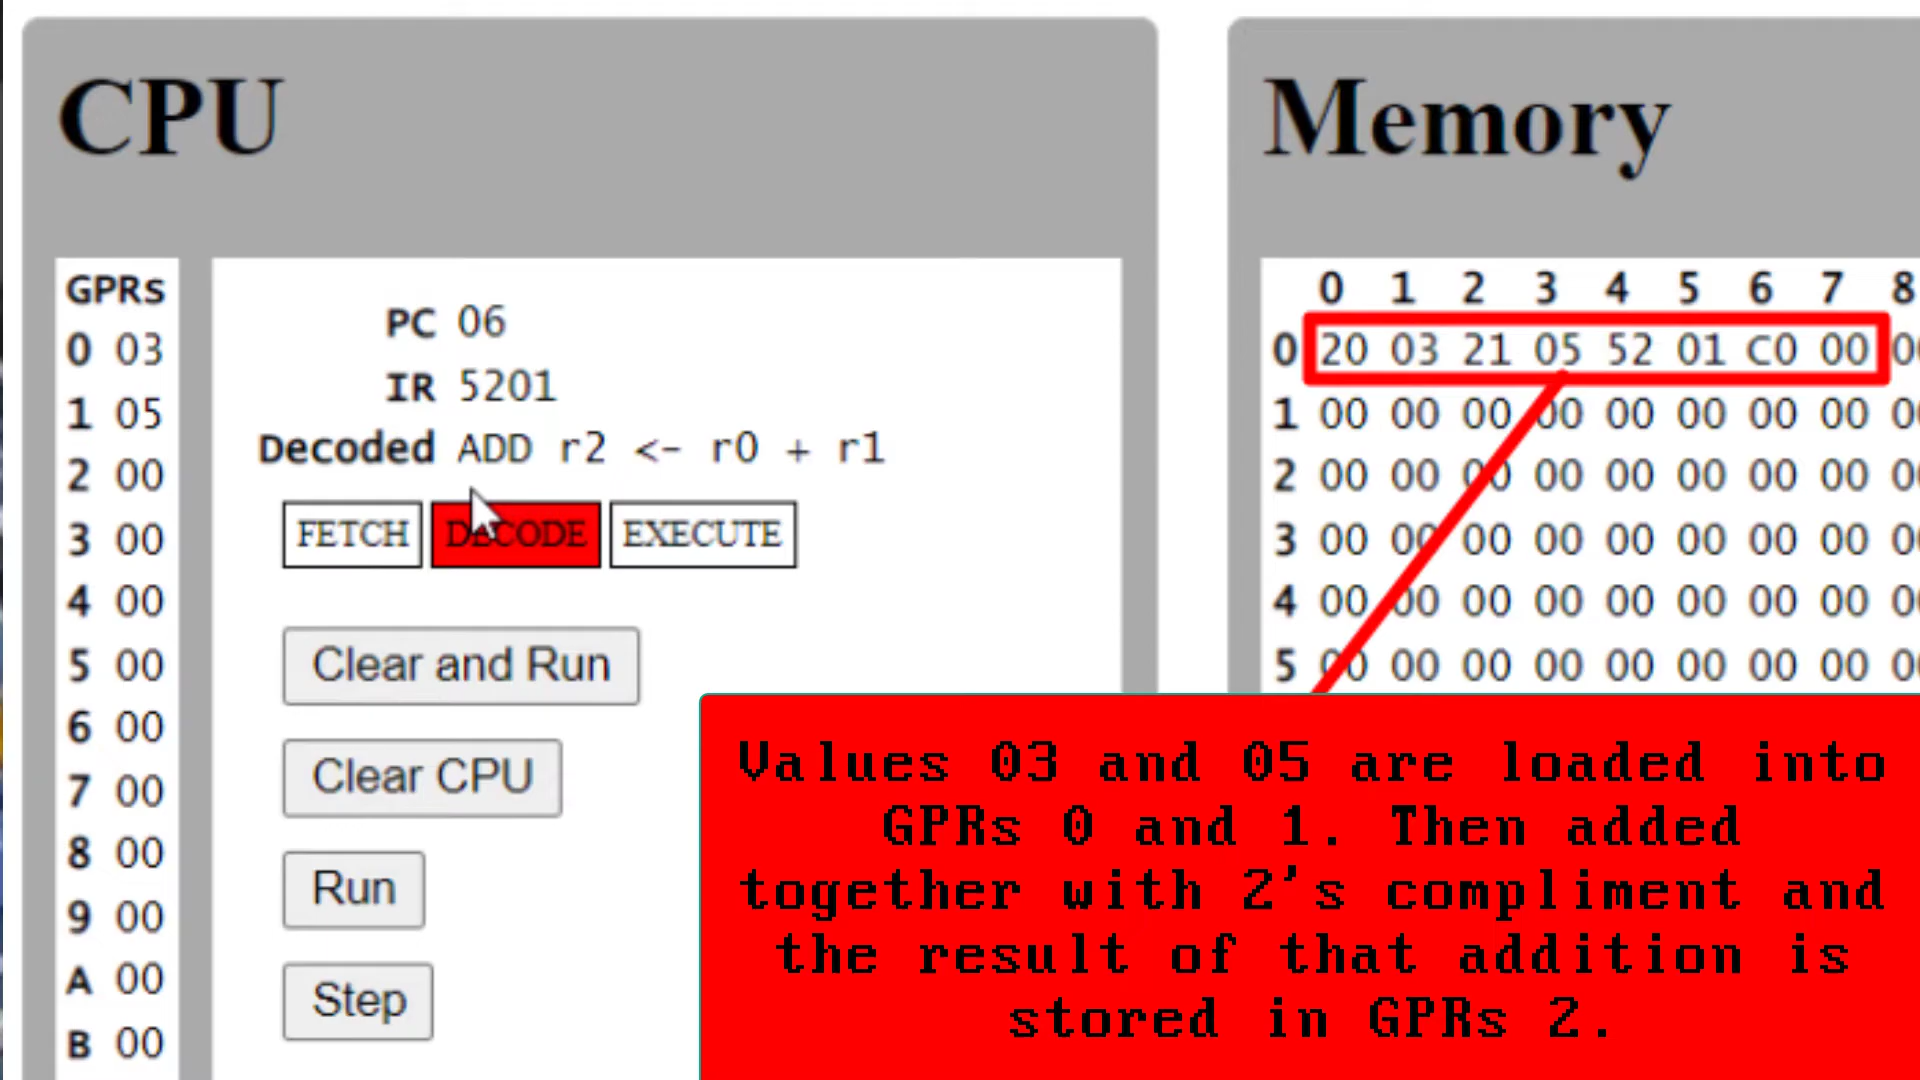 CPU
GPRs
0 03
1 05
2 00
3 00
4 00
5 00
6 00
7 00
8 00
9 00
A 00
B 00
PC 06
IR 5201
Decoded ADD r2 <- r0 + r1
FETCH DECODE EXECUTE
Clear and Run
Clear CPU
Run
Step
Memory
0 1 2 3 4 5 6 7 8
0 20 03 21 05 52 01 C0 00
1 00 00 00 00 00 00 00 00
2 00 00 00 00 00 00 00 00
3 00 00 00 00 00 00 00 00
4 00 00 00 00 00 00 00 00
5 00 00 00 00 00 00 00 00
Values 03 and 05 are loaded into
GPRs 0 and 1. Then added
together with 2's compliment and
the result of that addition is
stored in GPRs 2.